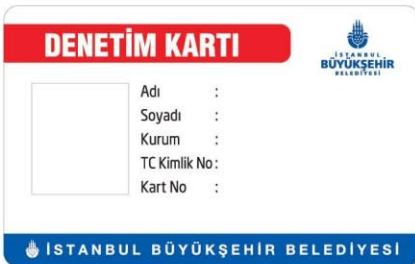 DENETİM KARTI
İSTANBUL
BÜYÜKŞEHİR
BELEDİYESİ
Adı :
Soyadı :
Kurum :
TC Kimlik No :
Kart No :
İSTANBUL BÜYÜKŞEHİR BELEDİYESİ